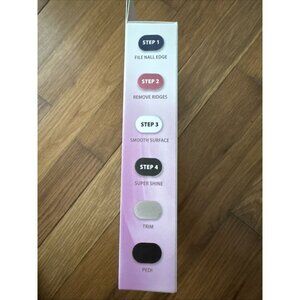 STEP 1
FILE NAIL EDGE
STEP 2
REMOVE RIDGES
STEP 3
SMOOTH SURFACE
STEP 4
SUPER SHINE
TRIM
PEDI